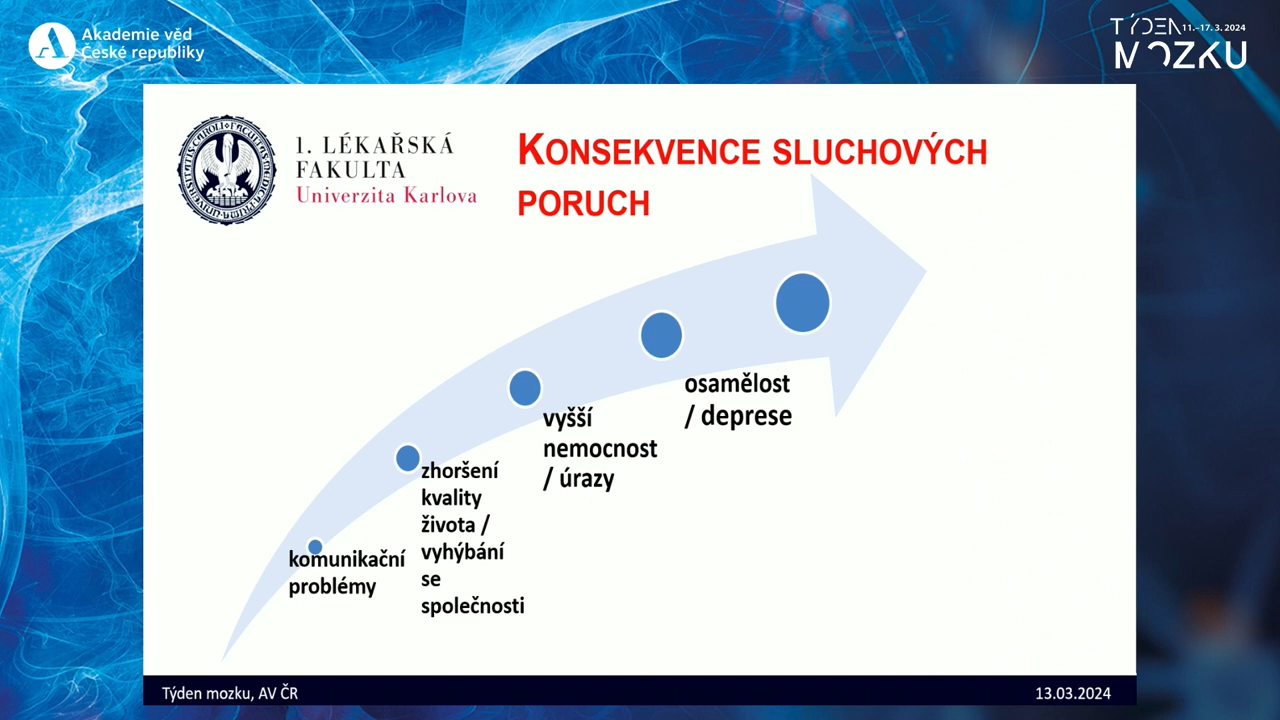 Akademie věd
České republiky
TÝDEN 11.–17. 3. 2024
MOZKU
1. LÉKAŘSKÁ
FAKULTA
Univerzita Karlova
KONSEKVENCE SLUCHOVÝCH
PORUCH
komunikační
problémy
zhoršení
kvality
života /
vyhýbání
se
společnosti
vyšší
nemocnost
/ úrazy
osamělost
/ deprese
Týden mozku, AV ČR
13.03.2024